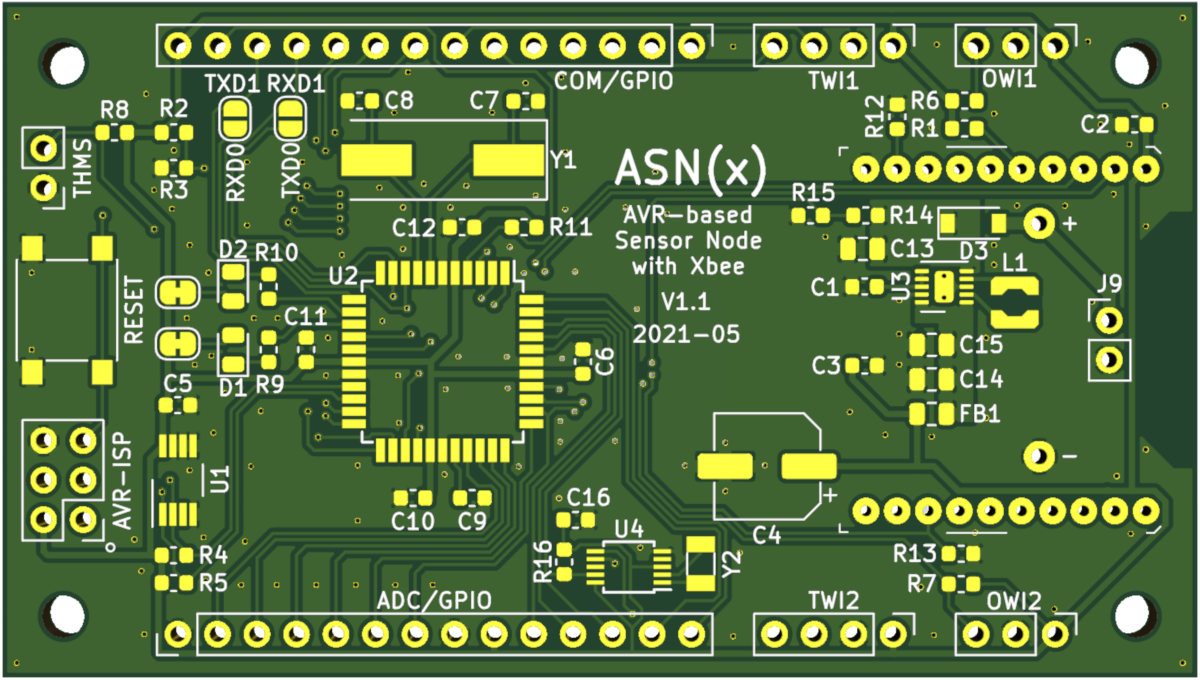 COM/GPIO
TWI1
OWI1
TXD1 RXD1
R8
R2
C8
C7
R12
R6
R1
C2
THMS
R3
RXD0
TXD0
Y1
ASN(x)
AVR-based
Sensor Node
with Xbee
V1.1
2021-05
R15
R14
+
C12
R11
C13
D3
D2
R10
U2
C1
U3
L1
J9
RESET
C11
C6
C15
C3
C14
D1
R9
C5
FB1
AVR-ISP
U1
C10
C9
C16
+
C4
-
U4
R16
Y2
R4
R5
R13
R7
ADC/GPIO
TWI2
OWI2